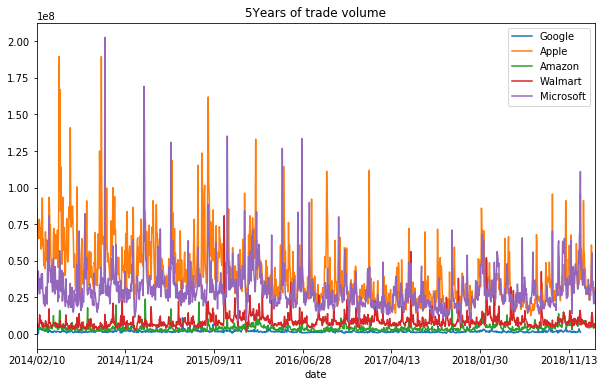 5Years of trade volume
1e8
2.00
1.75
1.50
1.25
1.00
0.75
0.50
0.25
0.00
Google
Apple
Amazon
Walmart
Microsoft
2014/02/10 2014/11/24 2015/09/11 2016/06/28 2017/04/13 2018/01/30 2018/11/13
date